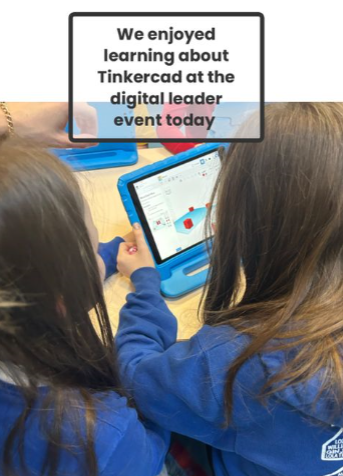 We enjoyed
learning about
Tinkercad at the
digital leader
event today